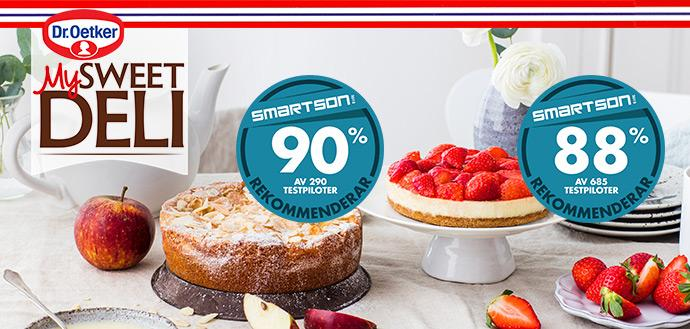 Dr.Oetker
My SWEET
DELI
SMARTSON
90%
AV 290
TESTPILOTER
REKOMMENDERAR
SMARTSON
88%
AV 685
TESTPILOTER
REKOMMENDERAR